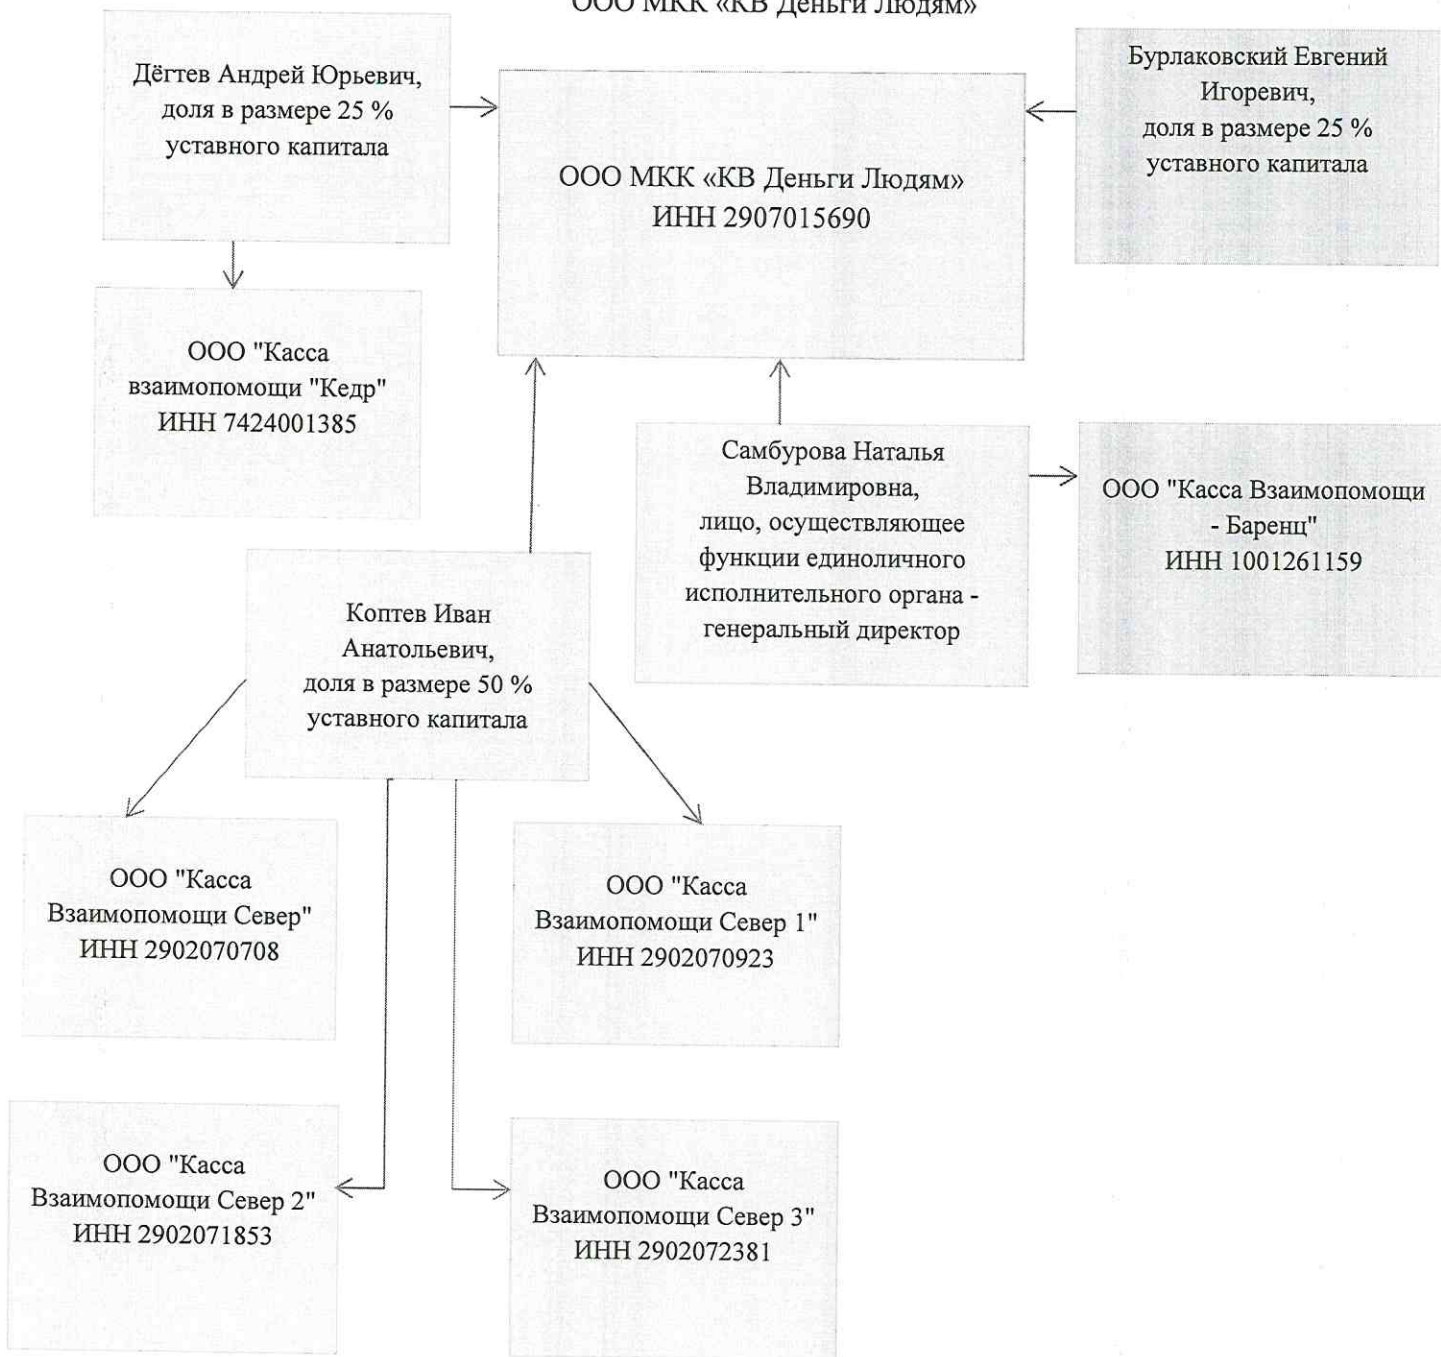 ООО МКК «КВ Деньги Людям»
Дёгтев Андрей Юрьевич,
доля в размере 25 %
уставного капитала
ООО МКК «КВ Деньги Людям»
ИНН 2907015690
Бурлаковский Евгений
Игоревич,
доля в размере 25 %
уставного капитала
ООО "Касса
взаимопомощи "Кедр"
ИНН 7424001385
Самбурова Наталья
Владимировна,
лицо, осуществляющее
функции единоличного
исполнительного органа -
генеральный директор
ООО "Касса Взаимопомощи
- Баренц"
ИНН 1001261159
Коптев Иван
Анатольевич,
доля в размере 50 %
уставного капитала
ООО "Касса
Взаимопомощи Север"
ИНН 2902070708
ООО "Касса
Взаимопомощи Север 1"
ИНН 2902070923
ООО "Касса
Взаимопомощи Север 2"
ИНН 2902071853
ООО "Касса
Взаимопомощи Север 3"
ИНН 2902072381